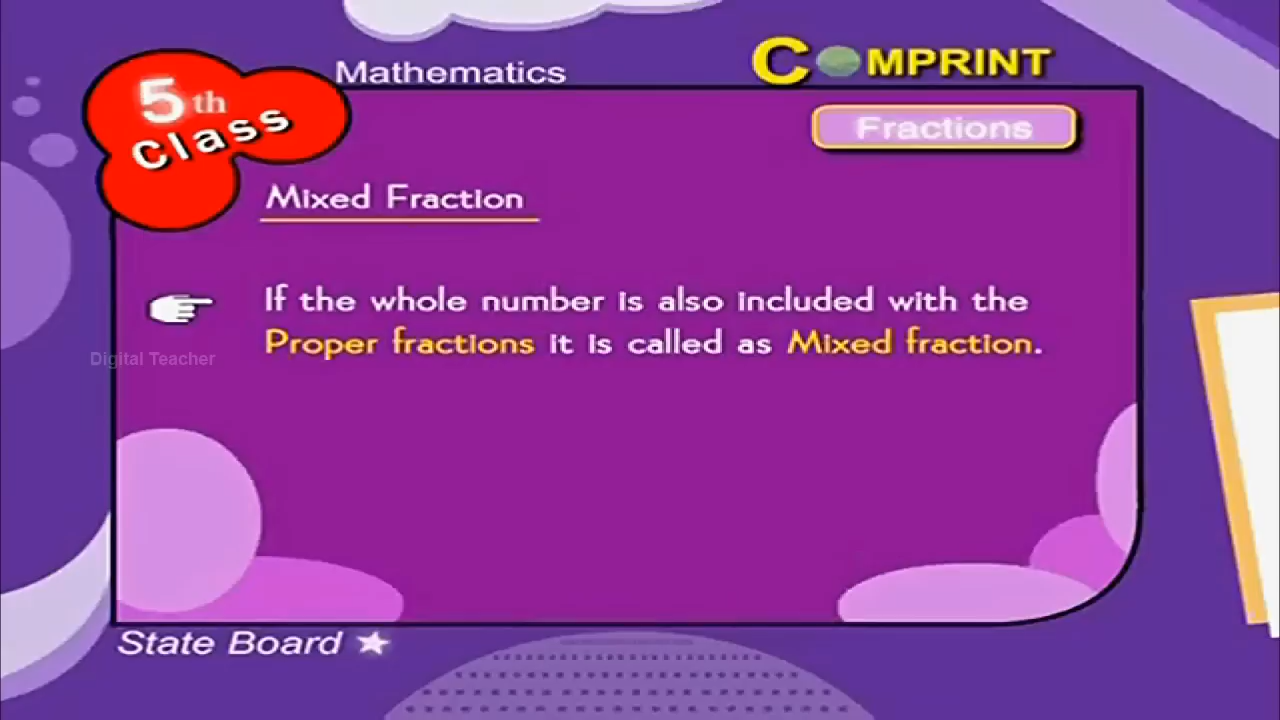 Mathematics
COMPRINT
5th
Class
Fractions
Mixed Fraction
If the whole number is also included with the
Proper fractions it is called as Mixed fraction.
Digital Teacher
State Board